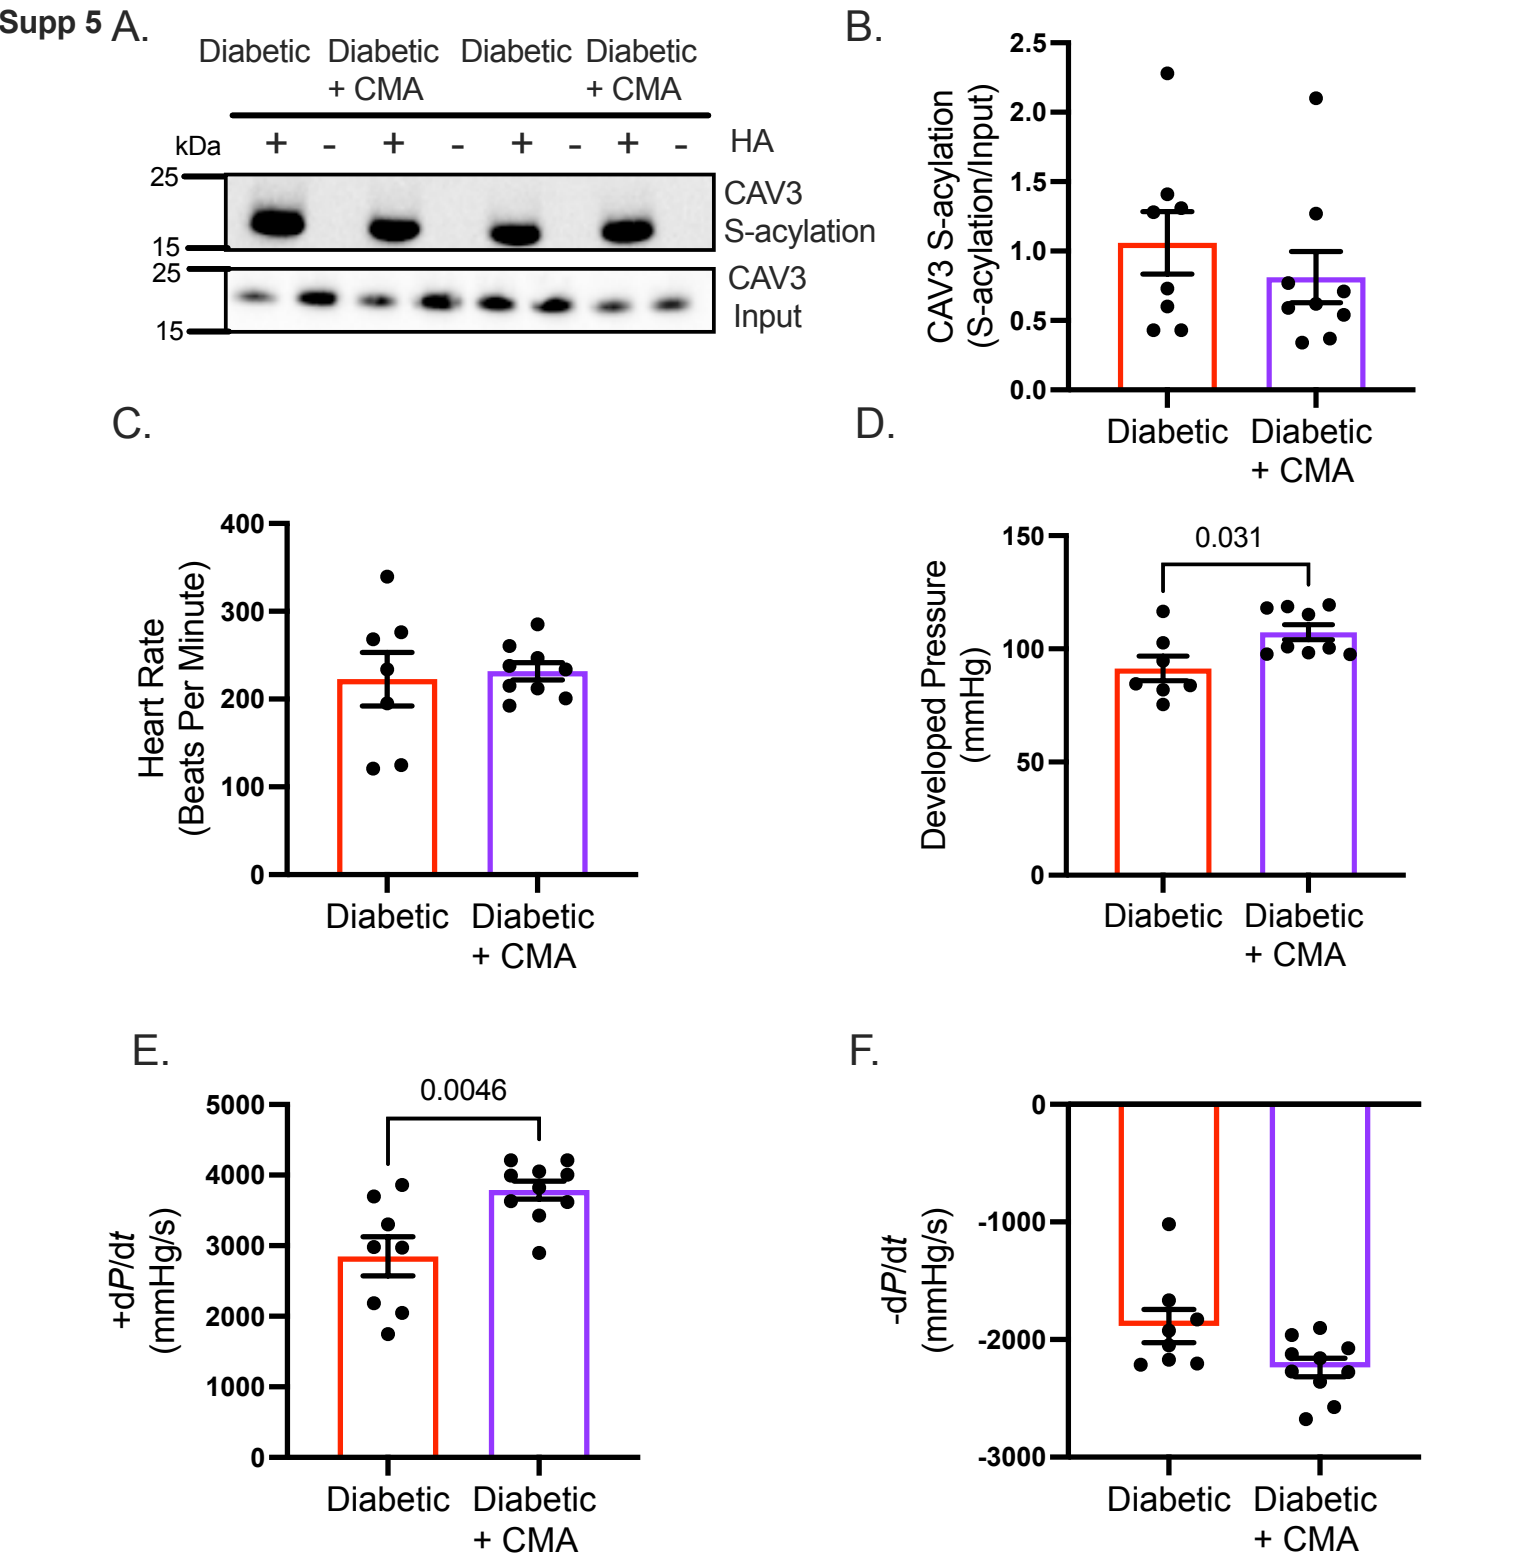 Supp 5 A.
Diabetic Diabetic Diabetic Diabetic
+ CMA + CMA
kDa + - + - + - + - HA
25
CAV3
S-acylation
15
25
CAV3
Input
15
B.
CAV3 S-acylation
(S-acylation/Input)
2.5
2.0
1.5
1.0
0.5
0.0
Diabetic Diabetic
+ CMA
C.
Heart Rate
(Beats Per Minute)
400
300
200
100
0
Diabetic Diabetic
+ CMA
D.
Developed Pressure
(mmHg)
0.031
150
100
50
0
Diabetic Diabetic
+ CMA
E.
+dP/dt
(mmHg/s)
0.0046
5000
4000
3000
2000
1000
0
Diabetic Diabetic
+ CMA
F.
-dP/dt
(mmHg/s)
0
-1000
-2000
-3000
Diabetic Diabetic
+ CMA